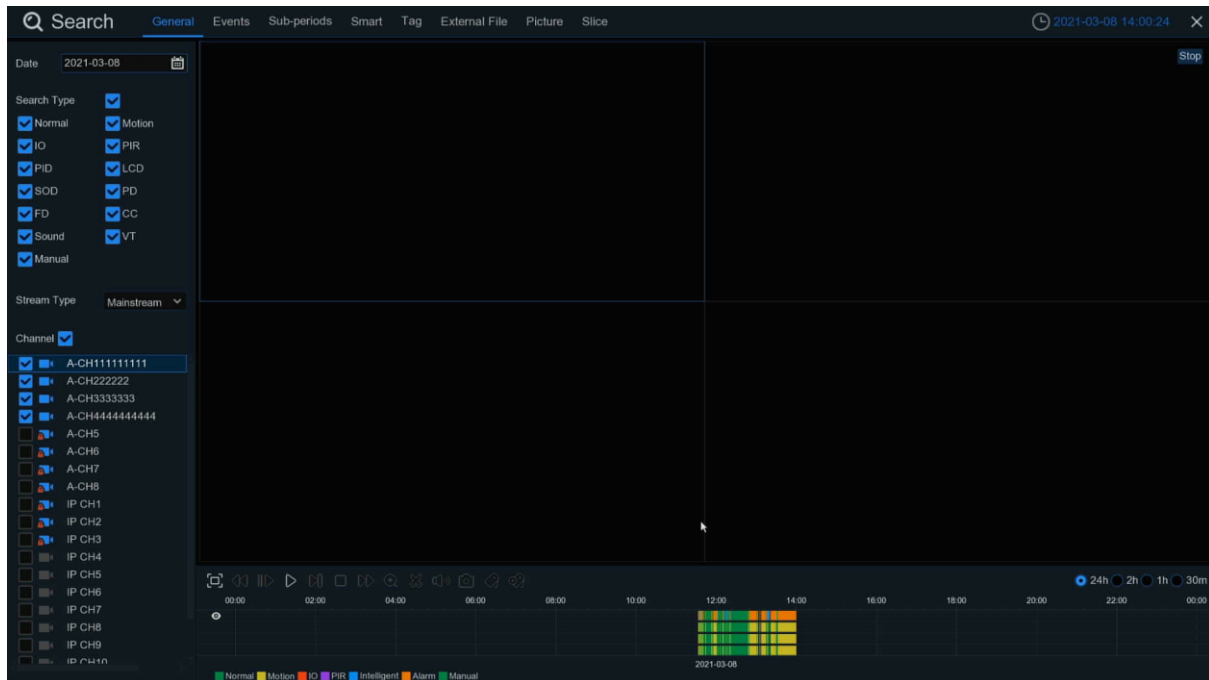 Search General Events Sub-periods Smart Tag External File Picture Slice 2021-03-08 14:00:24
Stop
Date 2021-03-08
Search Type
Normal Motion
IO PIR
PID LCD
SOD PD
FD CC
Sound VT
Manual
Stream Type Mainstream
Channel
A-CH111111111
A-CH222222
A-CH3333333
A-CH4444444444
A-CH5
A-CH6
A-CH7
A-CH8
IP CH1
IP CH2
IP CH3
IP CH4
IP CH5
IP CH6
IP CH7
IP CH8
IP CH9
IP CH10
24h 2h 1h 30m
00:00 02:00 04:00 06:00 08:00 10:00 12:00 14:00 16:00 18:00 20:00 22:00 00:00
2021-03-08
Normal Motion IO PIR Intelligent Alarm Manual